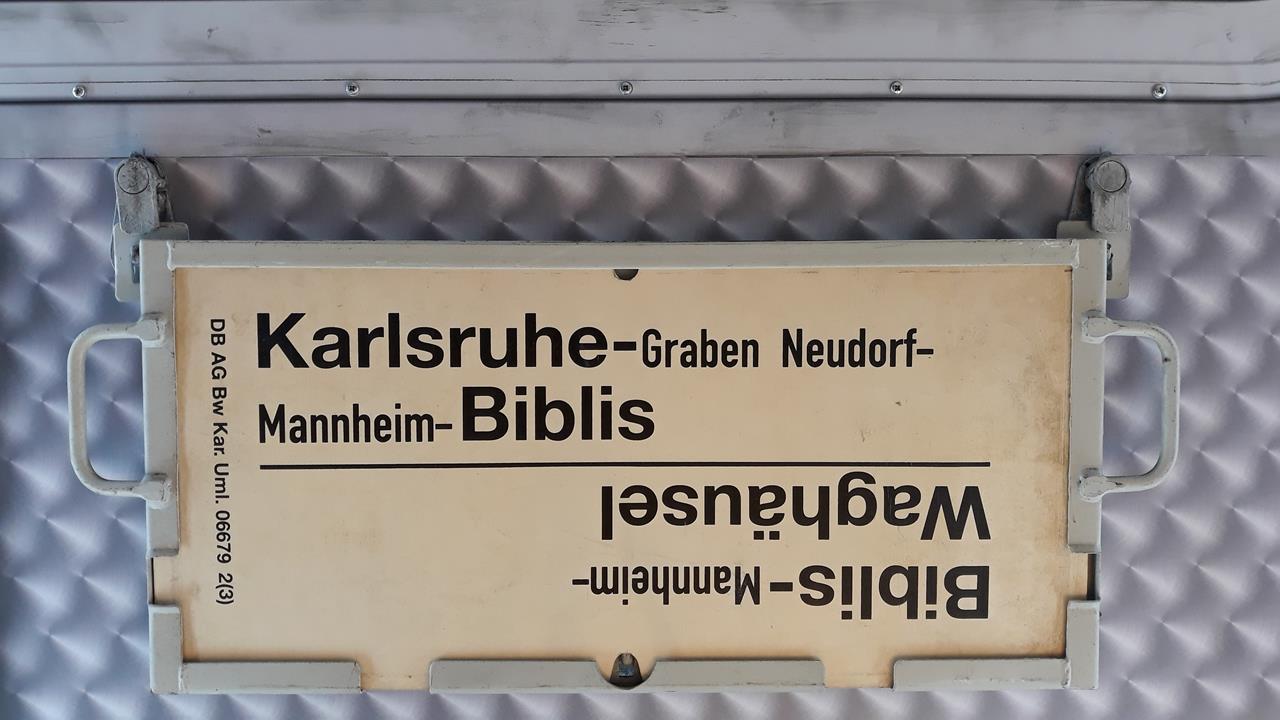 Karlsruhe-Graben Neudorf-
Mannheim-Biblis
Biblis-Mannheim-
Waghäusel
DB AG Bw Kar. Uml. 06679 2(3)